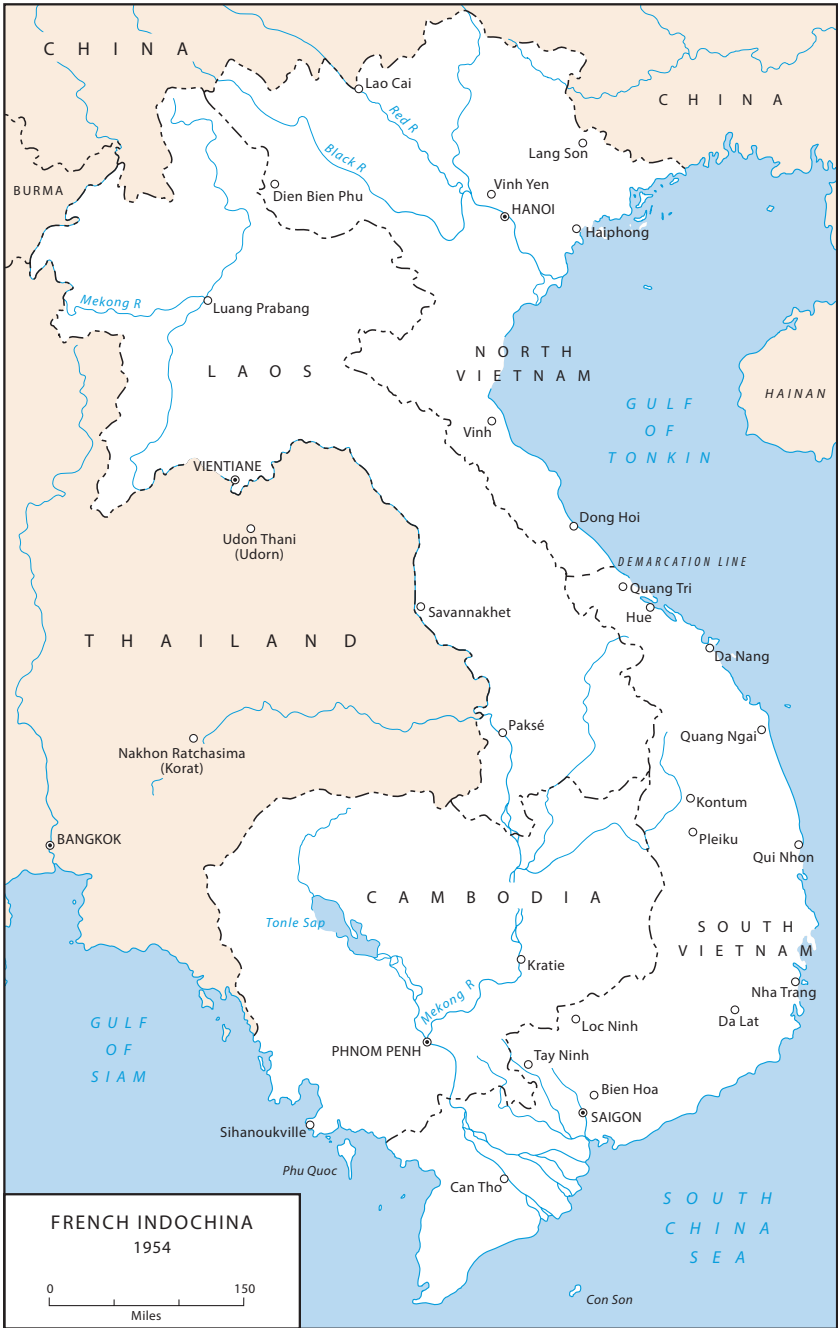 CHINA
Lao Cai
Red R
CHINA
Lang Son
Black R
BURMA
Dien Bien Phu
Vinh Yen
HANOI
Haiphong
Mekong R
Luang Prabang
NORTH
VIETNAM
LAOS
HAINAN
GULF
OF
TONKIN
Vinh
VIENTIANE
Udon Thani
(Udorn)
Dong Hoi
DEMARCATION LINE
Quang Tri
Hue
Savannakhet
THAILAND
Da Nang
Paksé
Quang Ngai
Nakhon Ratchasima
(Korat)
Kontum
Pleiku
BANGKOK
Qui Nhon
CAMBODIA
Tonle Sap
SOUTH
VIETNAM
Kratie
Nha Trang
Mekong R
Da Lat
GULF
OF
SIAM
Loc Ninh
PHNOM PENH
Tay Ninh
Bien Hoa
SAIGON
Sihanoukville
Phu Quoc
Can Tho
SOUTH
CHINA
SEA
Con Son
FRENCH INDOCHINA
1954
0 150
Miles